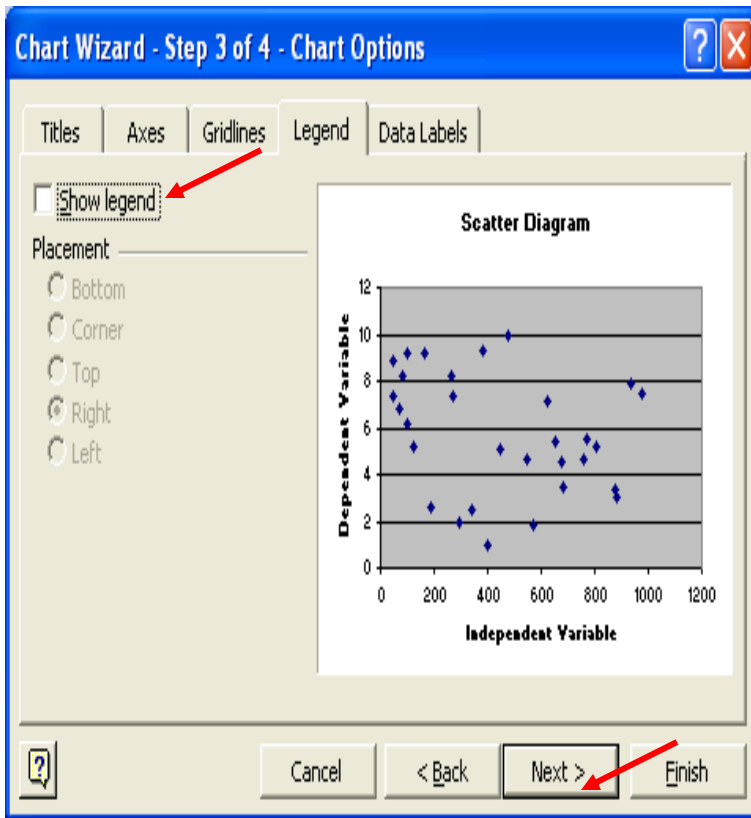 Chart Wizard - Step 3 of 4 - Chart Options
?
X
Titles Axes Gridlines Legend Data Labels
Show legend
Placement
Bottom
Corner
Top
Right
Left
Scatter Diagram
Dependent Variable
12
10
8
6
4
2
0
0 200 400 600 800 1000 1200
Independent Variable
?
Cancel < Back Next > Finish